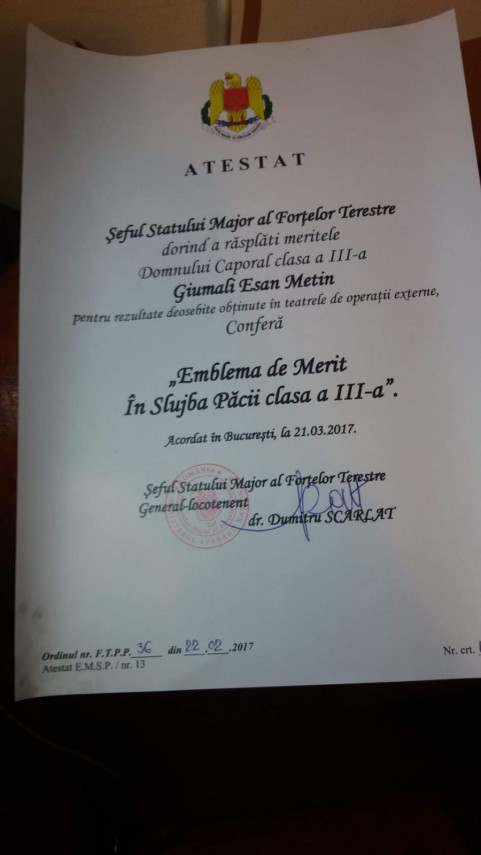 ATESTAT
Şeful Statului Major al Forţelor Terestre
dorind a răsplăti meritele
Domnului Caporal clasa a III-a
Giumali Esan Metin
pentru rezultate deosebite obţinute în teatrele de operaţii externe,
Conferă
„Emblema de Merit
În Slujba Păcii clasa a III-a”.
Acordat în Bucureşti, la 21.03.2017.
Şeful Statului Major al Forţelor Terestre
General-locotenent
dr. Dumitru SCARLAT
ROMÂNIA
Ordinul nr. F.T.P.P. 36 din 22.02.2017
Atestat E.M.S.P. / nr. 13
Nr. crt.